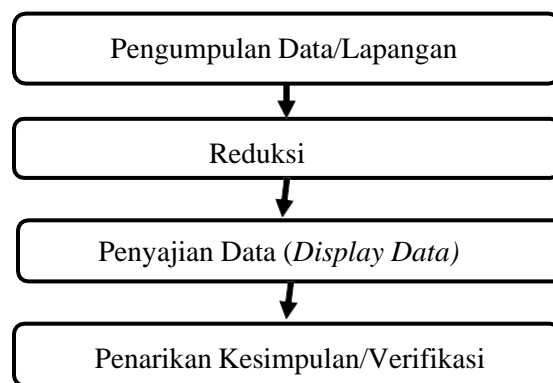 Pengumpulan Data/Lapangan
Reduksi
Penyajian Data (Display Data)
Penarikan Kesimpulan/Verifikasi